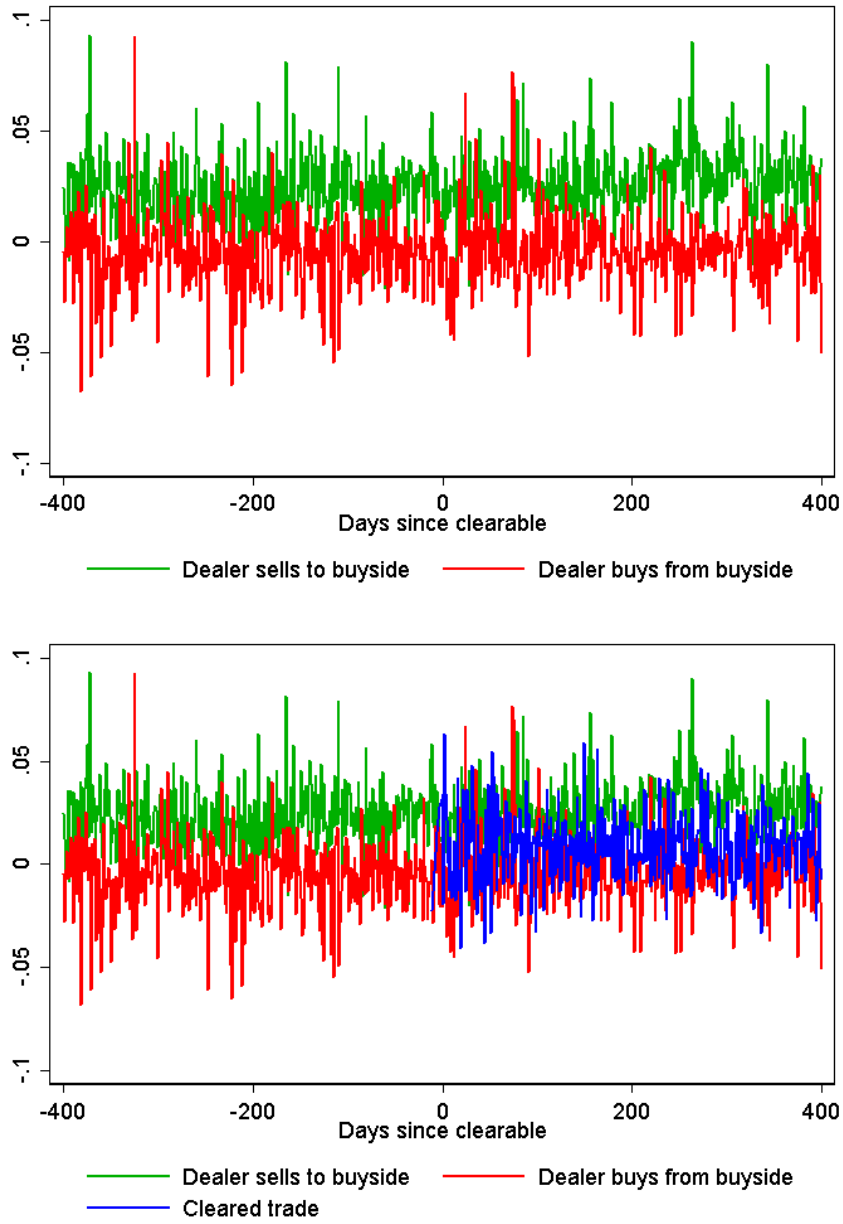 .1
.05
0
-.05
-.1
-400 -200 0 200 400
Days since clearable
Dealer sells to buyside Dealer buys from buyside
.1
.05
0
-.05
-.1
-400 -200 0 200 400
Days since clearable
Dealer sells to buyside Dealer buys from buyside
Cleared trade